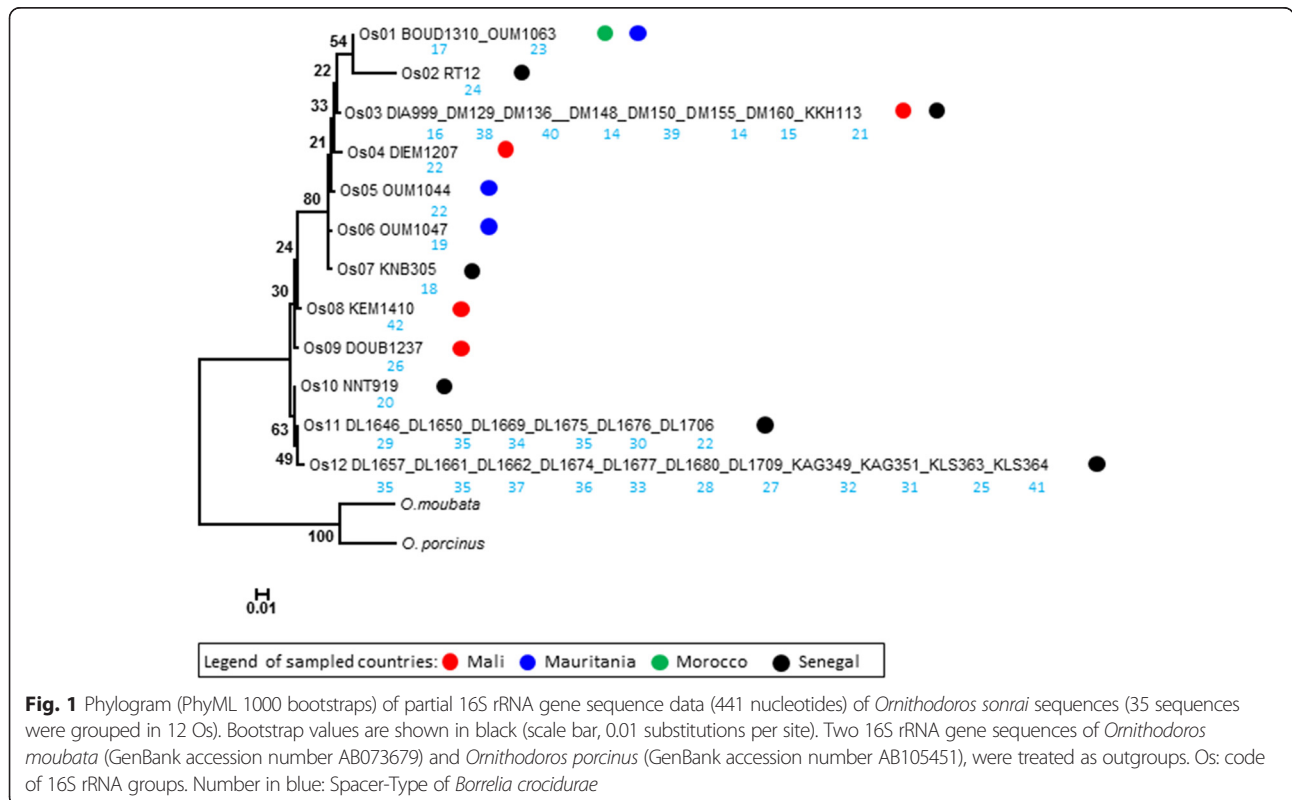 54
Os01 BOUD1310_OUM1063
17 23
22
Os02 RT12
24
33
Os03 DIA999_DM129_DM136__DM148_DM150_DM155_DM160_KKH113
16 38 40 14 39 14 15 21
21
Os04 DIEM1207
22
80
Os05 OUM1044
22
Os06 OUM1047
19
24
Os07 KNB305
18
30
Os08 KEM1410
42
Os09 DOUB1237
26
Os10 NNT919
20
63
Os11 DL1646_DL1650_DL1669_DL1675_DL1676_DL1706
29 35 34 35 30 22
49
Os12 DL1657_DL1661_DL1662_DL1674_DL1677_DL1680_DL1709_KAG349_KAG351_KLS363_KLS364
35 35 37 36 33 28 27 32 31 25 41
O.moubata
100
O. porcinus
0.01
Legend of sampled countries: Mali Mauritania Morocco Senegal
Fig. 1 Phylogram (PhyML 1000 bootstraps) of partial 16S rRNA gene sequence data (441 nucleotides) of Ornithodoros sonrai sequences (35 sequences
were grouped in 12 Os). Bootstrap values are shown in black (scale bar, 0.01 substitutions per site). Two 16S rRNA gene sequences of Ornithodoros
moubata (GenBank accession number AB073679) and Ornithodoros porcinus (GenBank accession number AB105451), were treated as outgroups. Os: code
of 16S rRNA groups. Number in blue: Spacer-Type of Borrelia crocidurae